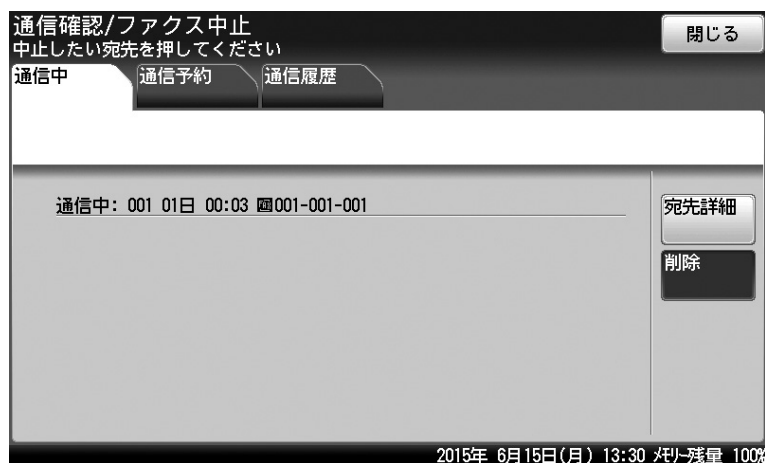 通信確認/ファクス中止
中止したい宛先を押してください
閉じる
通信中 通信予約 通信履歴
通信中: 001 01日 00:03 001-001-001
宛先詳細
削除
2015年 6月15日(月) 13:30 メモリー残量 100%